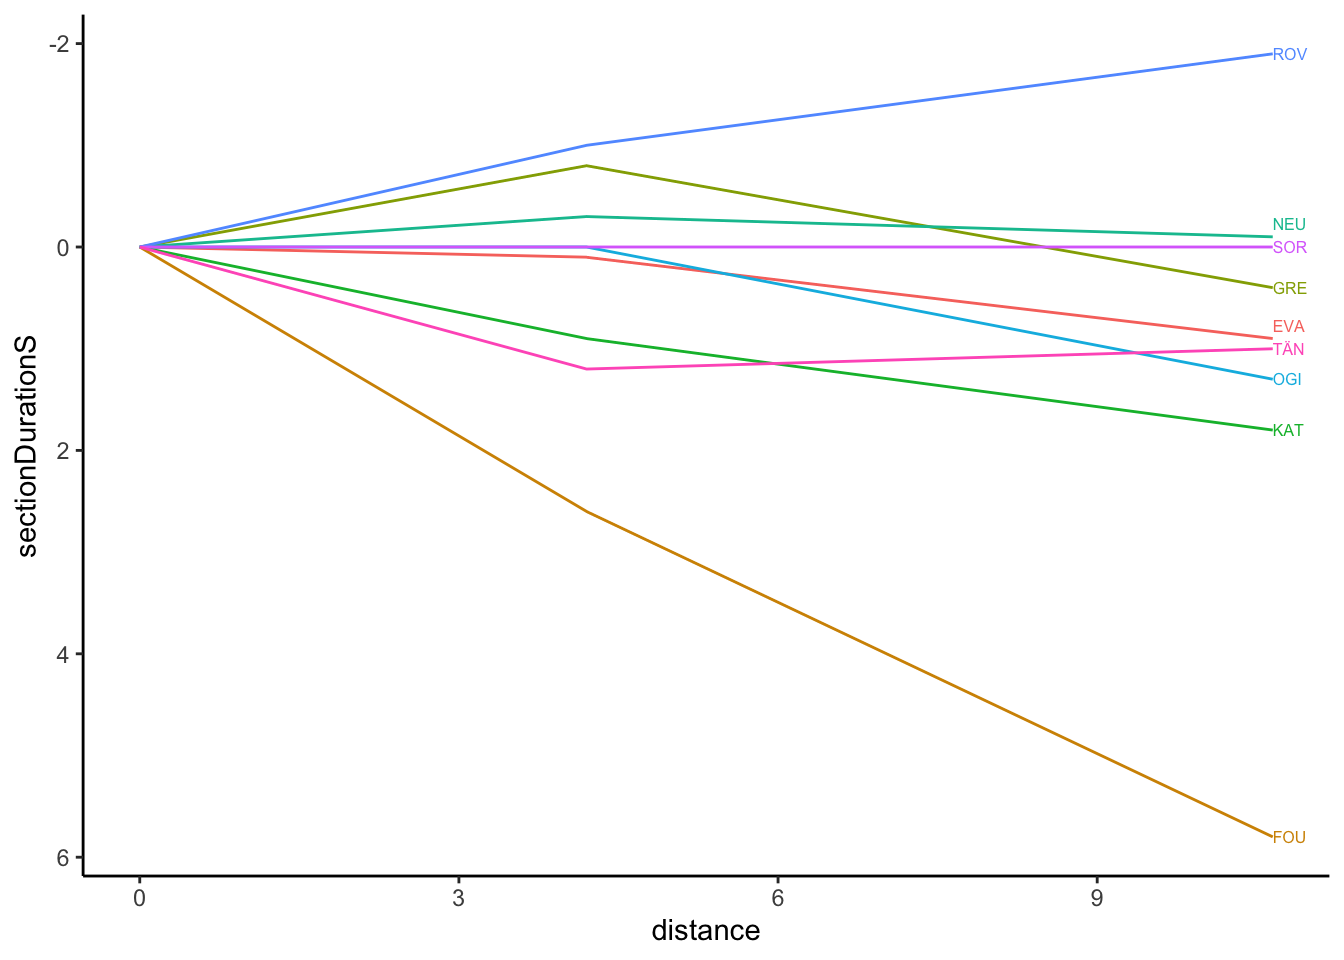 -2
ROV
NEU
0
SOR
GRE
EVA
TÄN
OGI
2
KAT
sectionDurationS
4
FOU
6
0 3 6 9
distance